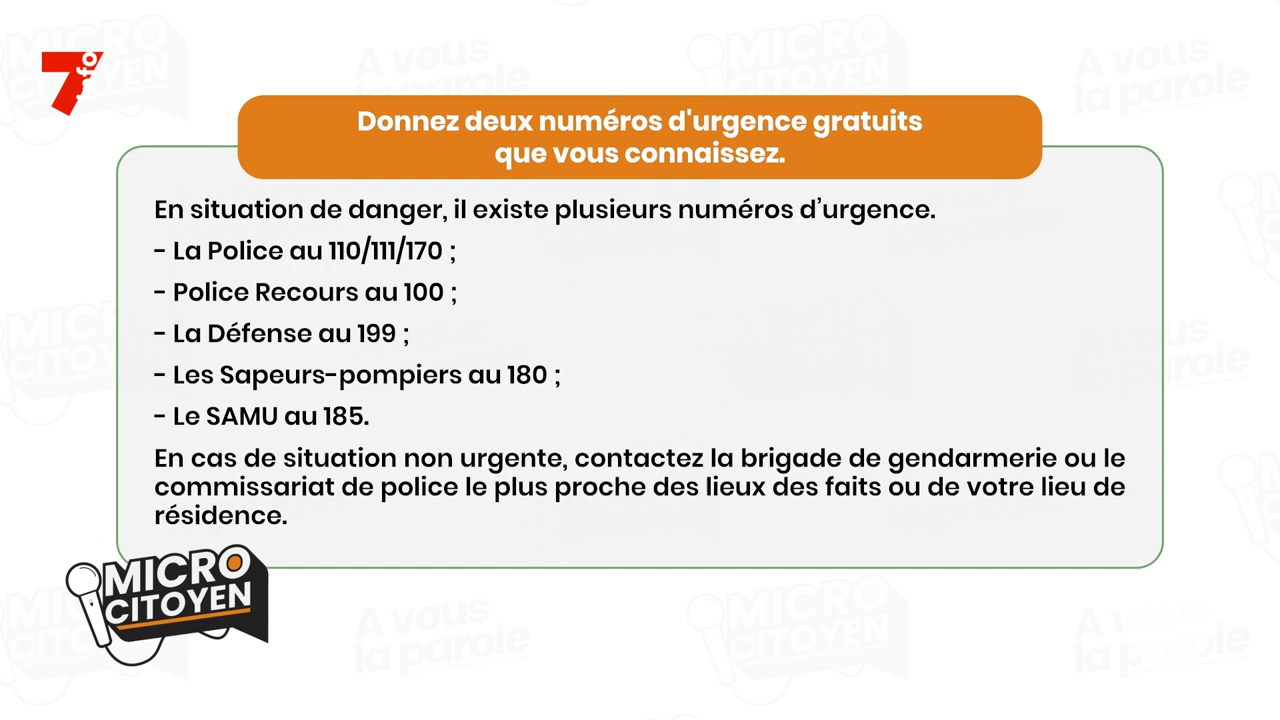 7
fo
Donnez deux numéros d'urgence gratuits
que vous connaissez.
En situation de danger, il existe plusieurs numéros d’urgence.
- La Police au 110/111/170 ;
- Police Recours au 100 ;
- La Défense au 199 ;
- Les Sapeurs-pompiers au 180 ;
- Le SAMU au 185.
En cas de situation non urgente, contactez la brigade de gendarmerie ou le
commissariat de police le plus proche des lieux des faits ou de votre lieu de
résidence.
MICRO
CITOYEN